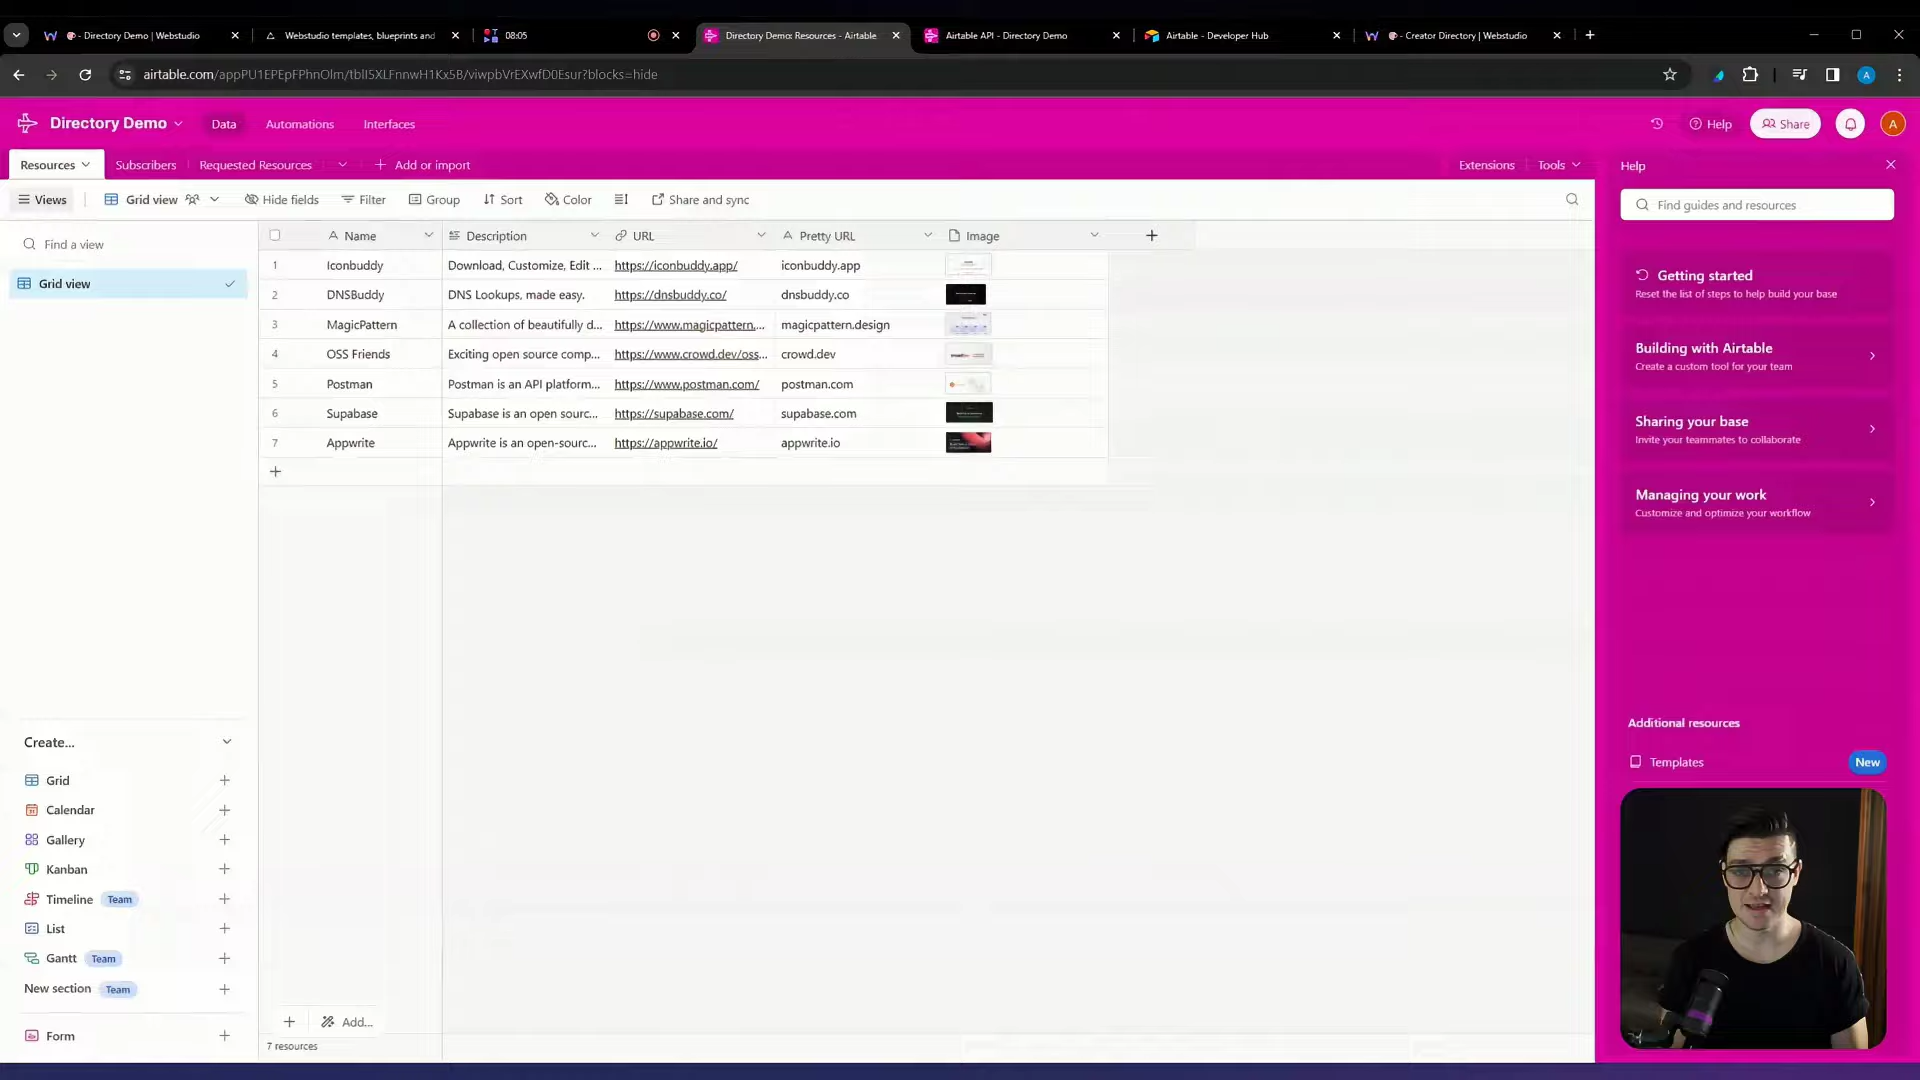 - Directory Demo | Webstudio
Webstudio templates, blueprints and
08:05
Directory Demo: Resources - Airtable
Airtable API - Directory Demo
Airtable - Developer Hub
- Creator Directory | Webstudio
airtable.com/appPU1EPEpFPhnOlm/tblI5XLFnnwH1Kx5B/viwpbVrEXwfD0Esur?blocks=hide
A
Directory Demo
Data
Automations
Interfaces
Help
Share
A
Resources
Subscribers
Requested Resources
Add or import
Extensions
Tools
Help
Views
Grid view
Hide fields
Filter
Group
Sort
Color
Share and sync
Find guides and resources
Find a view
Grid view
Name Description URL Pretty URL Image
1 Iconbuddy Download, Customize, Edit ... https://iconbuddy.app/ iconbuddy.app
2 DNSBuddy DNS Lookups, made easy. https://dnsbuddy.co/ dnsbuddy.co
3 MagicPattern A collection of beautifully d... https://www.magicpattern.... magicpattern.design
4 OSS Friends Exciting open source comp... https://www.crowd.dev/oss... crowd.dev
5 Postman Postman is an API platform... https://www.postman.com/ postman.com
6 Supabase Supabase is an open sourc... https://supabase.com/ supabase.com
7 Appwrite Appwrite is an open-sourc... https://appwrite.io/ appwrite.io
Getting started
Reset the list of steps to help build your base
Building with Airtable
Create a custom tool for your team
Sharing your base
Invite your teammates to collaborate
Managing your work
Customize and optimize your workflow
Additional resources
Templates
New
Create...
Grid
Calendar
Gallery
Kanban
Timeline Team
List
Gantt Team
New section Team
Form
Add...
7 resources